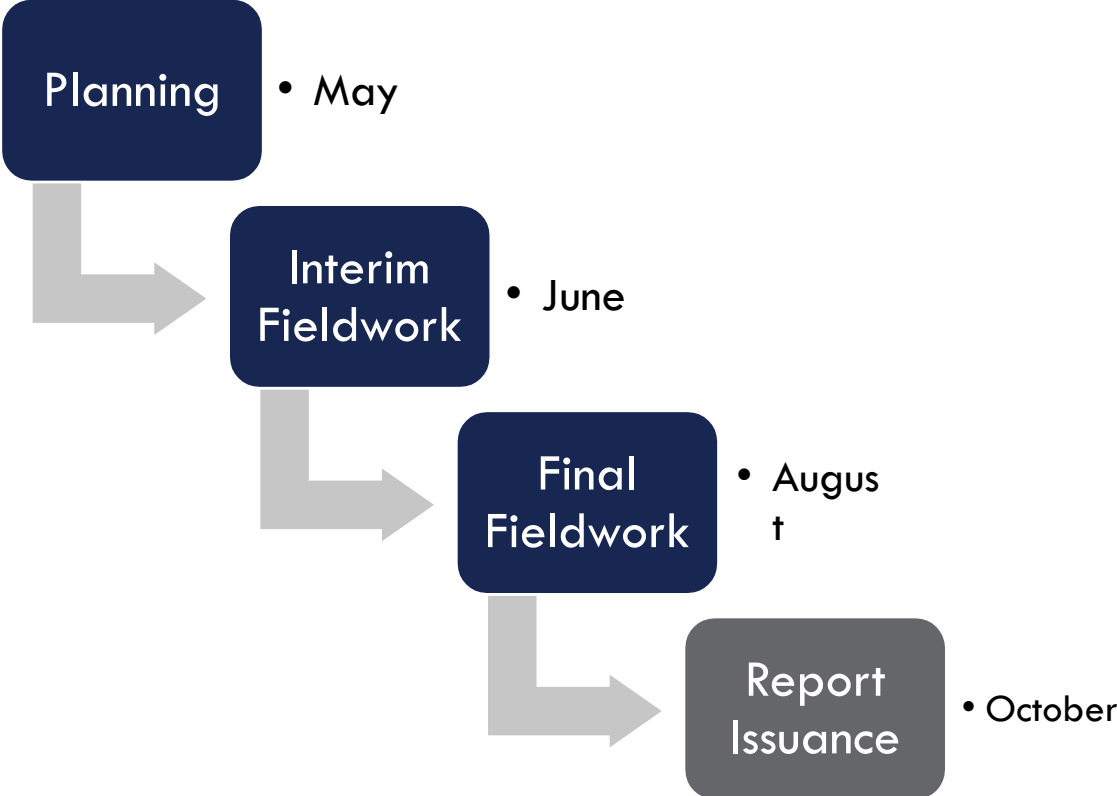 Planning
• May
Interim
Fieldwork
• June
Final
Fieldwork
• Augus
t
Report
Issuance
• October